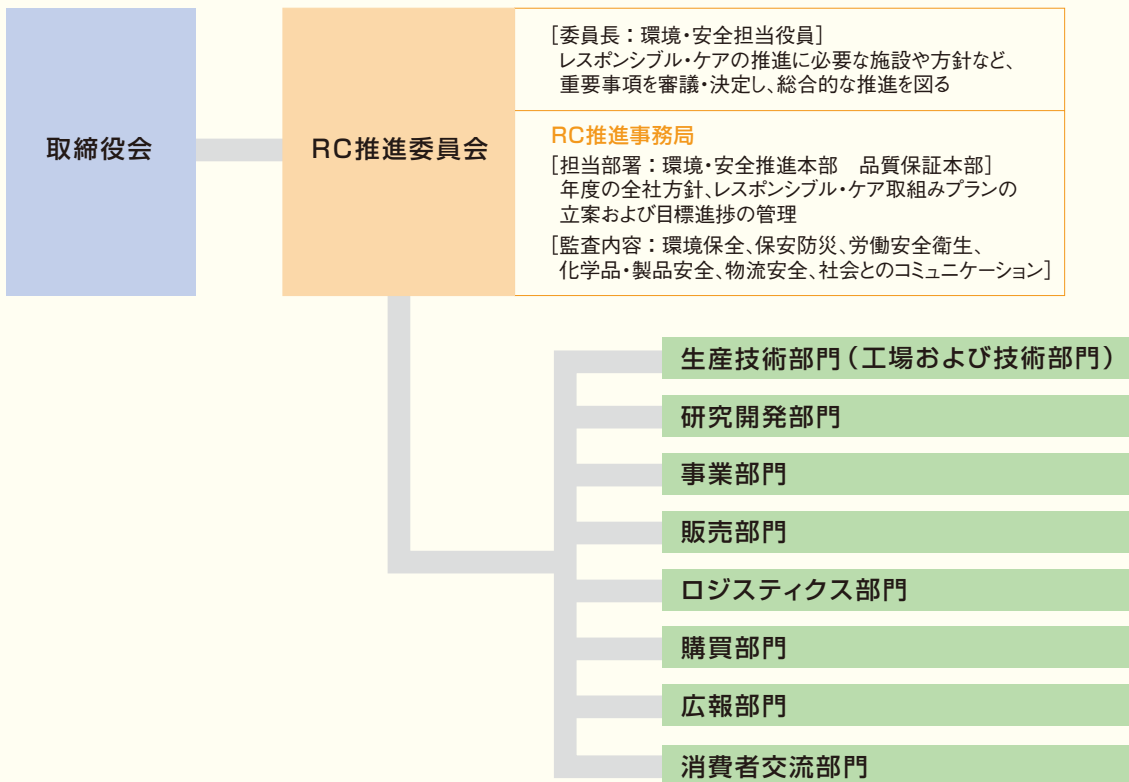 取締役会
RC推進委員会
[委員長：環境・安全担当役員]
レスポンシブル・ケアの推進に必要な施設や方針など、
重要事項を審議・決定し、総合的な推進を図る
RC推進事務局
[担当部署：環境・安全推進本部　品質保証本部]
年度の全社方針、レスポンシブル・ケア取組みプランの
立案および目標進捗の管理
[監査内容：環境保全、保安防災、労働安全衛生、
化学品・製品安全、物流安全、社会とのコミュニケーション]
生産技術部門（工場および技術部門）
研究開発部門
事業部門
販売部門
ロジスティクス部門
購買部門
広報部門
消費者交流部門